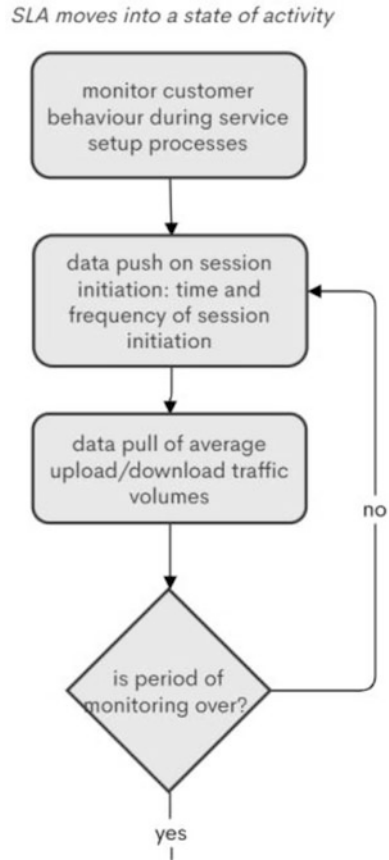 SLA moves into a state of activity
monitor customer
behaviour during service
setup processes
data push on session
initiation: time and
frequency of session
initiation
data pull of average
upload/download traffic
volumes
no
is period of
monitoring over?
yes